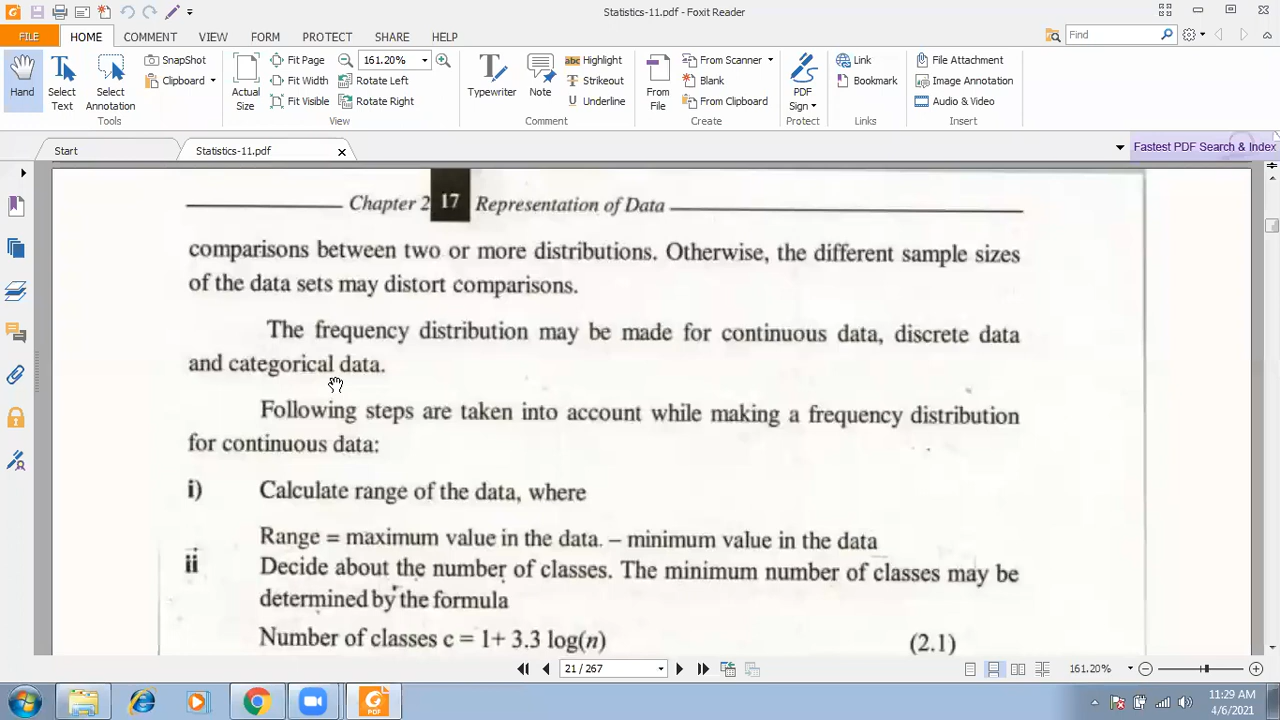 Statistics-11.pdf - Foxit Reader
FILE HOME COMMENT VIEW FORM PROTECT SHARE HELP
Find
Hand
Select Text
Select Annotation
SnapShot
Clipboard
Tools
Actual Size
Fit Page
Fit Width
Fit Visible
161.20%
Rotate Left
Rotate Right
View
Typewriter
Note
Highlight
Strikeout
Underline
Comment
From File
From Scanner
Blank
From Clipboard
Create
PDF Sign
Protect
Link
Bookmark
Links
File Attachment
Image Annotation
Audio & Video
Insert
Start
Statistics-11.pdf
Fastest PDF Search & Index
Chapter 2 17 Representation of Data
comparisons between two or more distributions. Otherwise, the different sample sizes
of the data sets may distort comparisons.
The frequency distribution may be made for continuous data, discrete data
and categorical data.
Following steps are taken into account while making a frequency distribution
for continuous data:
i) Calculate range of the data, where
Range = maximum value in the data. – minimum value in the data
ii Decide about the number of classes. The minimum number of classes may be
determined by the formula
Number of classes c = 1+ 3.3 log(n) (2.1)
21 / 267
161.20%
11:29 AM
4/6/2021